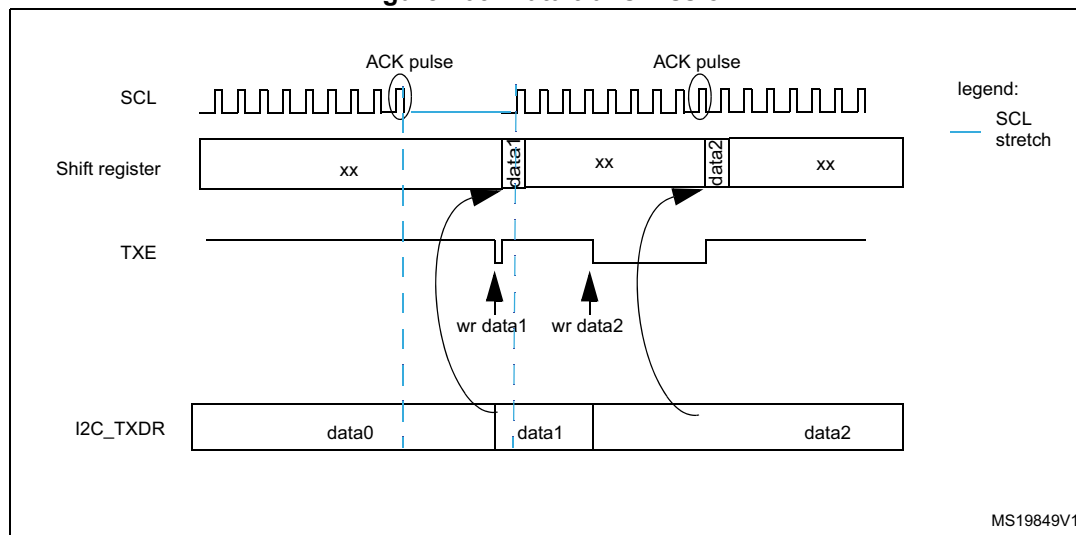 ACK pulse ACK pulse
legend:
SCL
SCL
stretch
Shift register xx data1 xx data2 xx
TXE
wr data1 wr data2
I2C_TXDR data0 data1 data2
MS19849V1